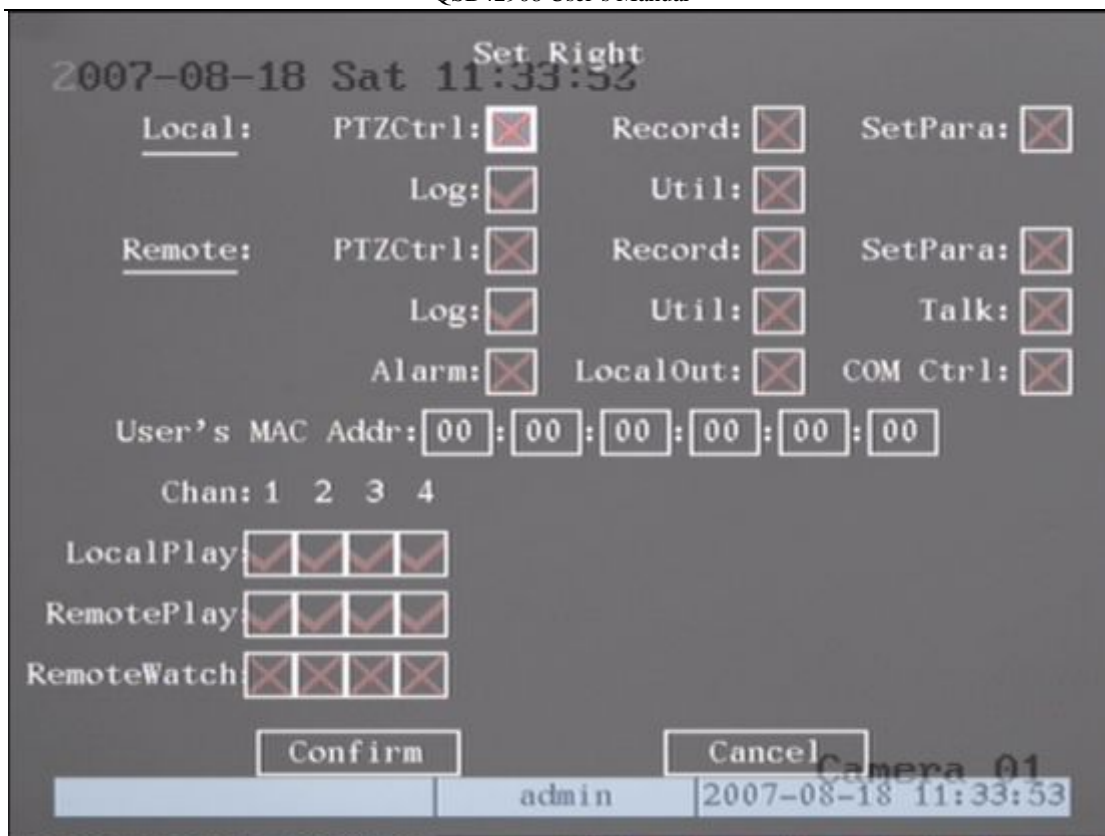 User's Manual
Set Right
2007-08-18 Sat 11:33:52
Local: PTZCtrl: Record: SetPara:
Log: Util:
Remote: PTZCtrl: Record: SetPara:
Log: Util: Talk:
Alarm: LocalOut: COM Ctrl:
User's MAC Addr: 00 : 00 : 00 : 00 : 00 : 00
Chan: 1 2 3 4
LocalPlay:
RemotePlay:
RemoteWatch:
Confirm Cancel
Camera 01
admin 2007-08-18 11:33:53